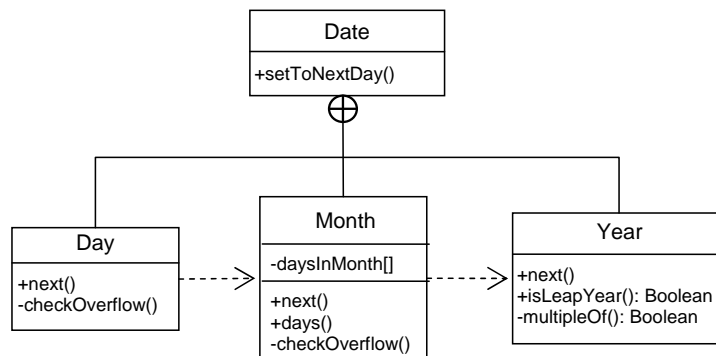 Date
+setToNextDay()
Day
+next()
-checkOverflow()
Month
-daysInMonth[]
+next()
+days()
-checkOverflow()
Year
+next()
+isLeapYear(): Boolean
-multipleOf(): Boolean